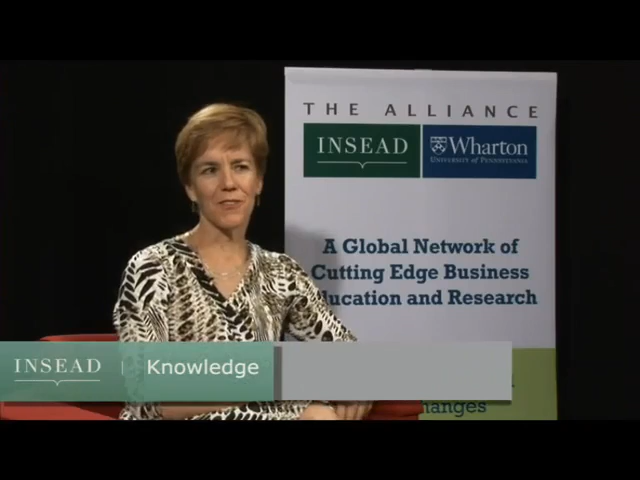 THE ALLIANCE
INSEAD
Wharton
UNIVERSITY of PENNSYLVANIA
A Global Network of
Cutting Edge Business
ducation and Research
INSEAD Knowledge
hanges